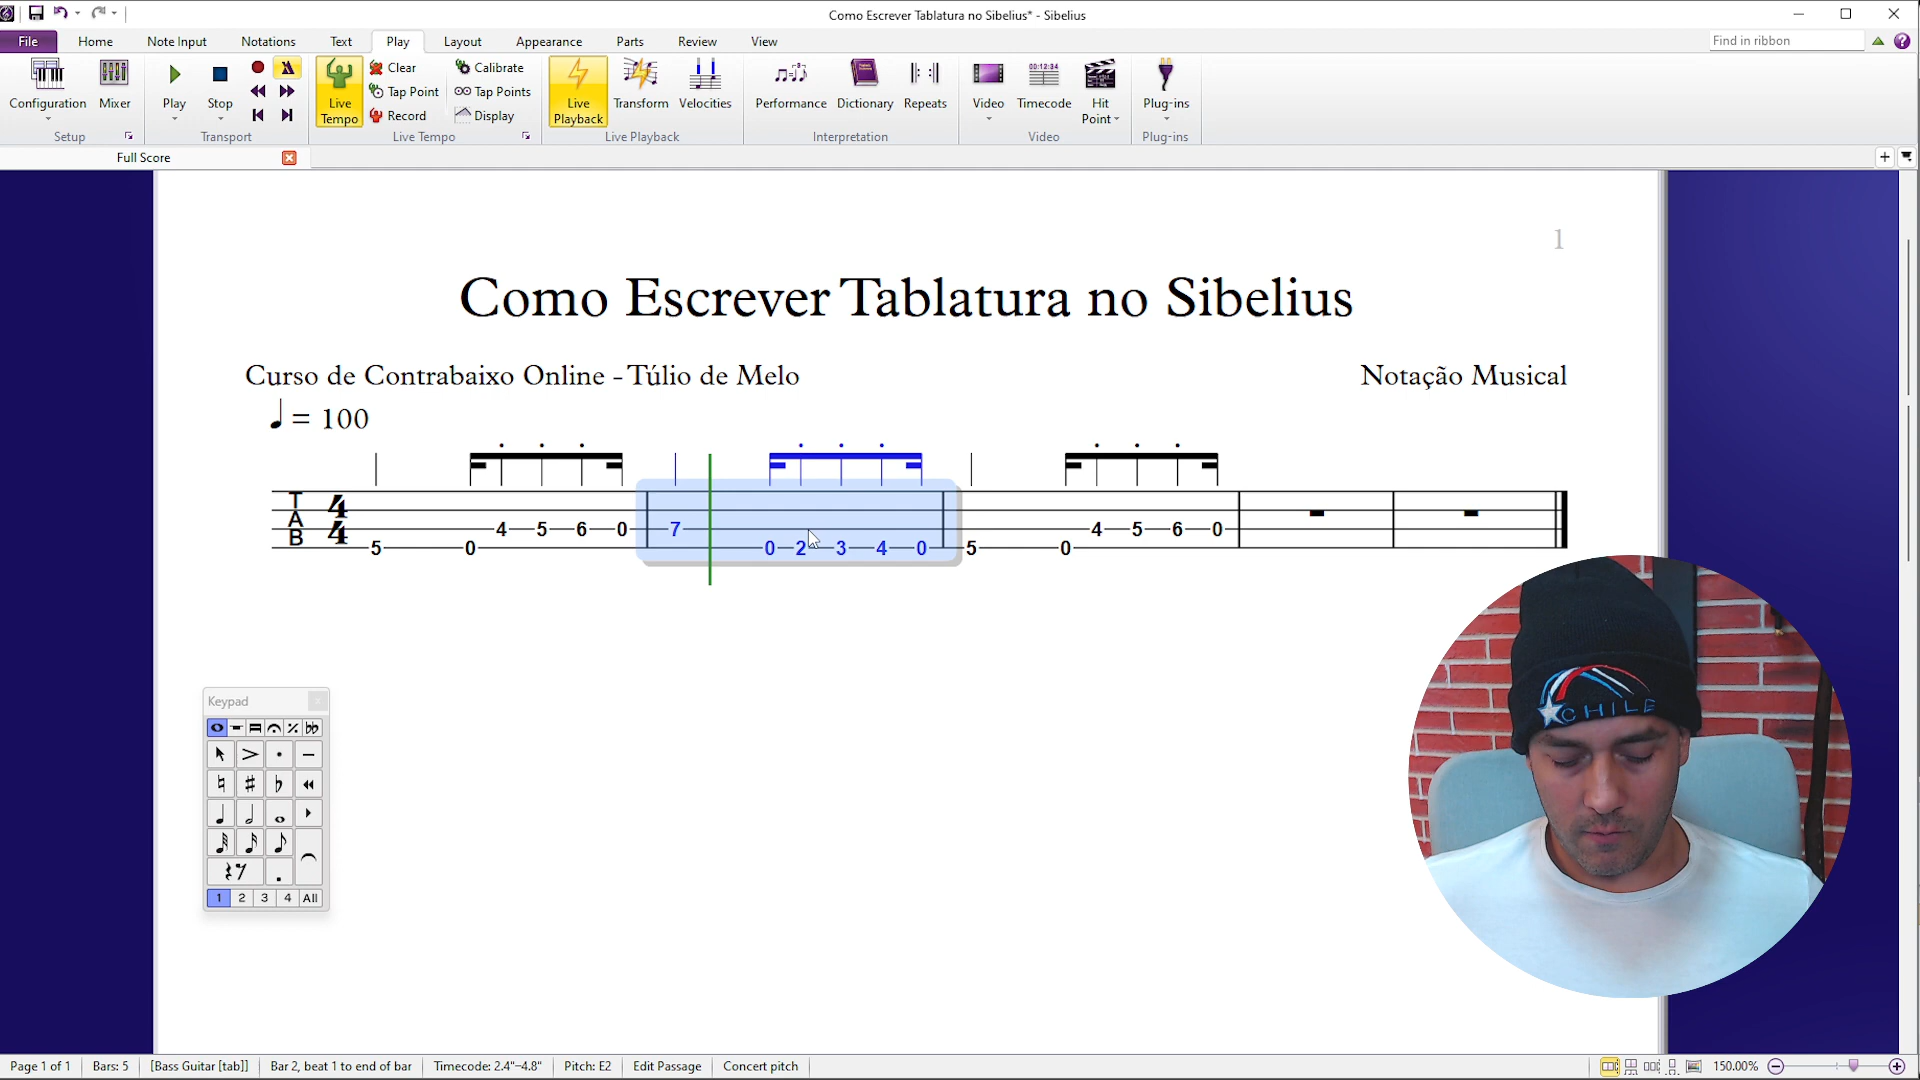 Como Escrever Tablatura no Sibelius* - Sibelius
File Home Note Input Notations Text Play Layout Appearance Parts Review View Find in ribbon
Configuration Mixer Play Stop Live Tempo Clear Tap Point Record Calibrate Tap Points Display Live Playback Transform Velocities Performance Dictionary Repeats Video Timecode Hit Point Plug-ins
00:12:34
Setup Transport Live Tempo Live Playback Interpretation Video Plug-ins
Full Score
1
Como Escrever Tablatura no Sibelius
Curso de Contrabaixo Online - Túlio de Melo Notação Musical
= 100
T A B 4 4
4 5 6 0 7 4 5 6 0
5 0 0 2 3 4 0 5 0
CHILE
Keypad
1 2 3 4 All
Page 1 of 1 Bars: 5 [Bass Guitar [tab]] Bar 2, beat 1 to end of bar Timecode: 2.4"–4.8" Pitch: E2 Edit Passage Concert pitch 150.00%